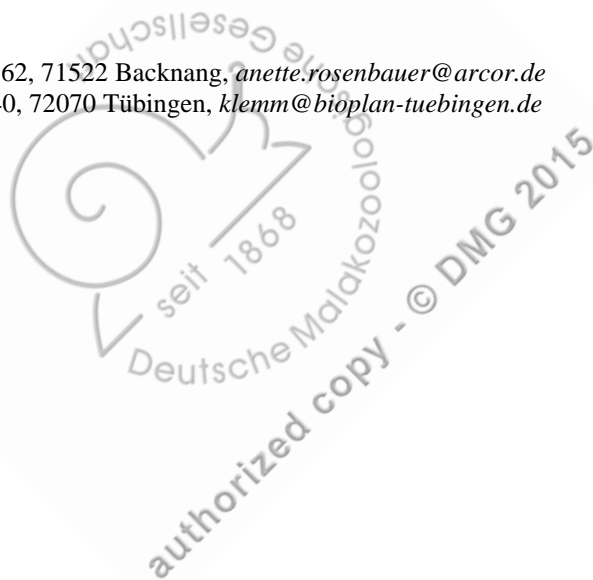 62, 71522 Backnang, anette.rosenbauer@arcor.de
0, 72070 Tübingen, klemm@bioplan-tuebingen.de
Deutsche Malakozoologische Gesellschaft
seit 1868
authorized copy - © DMG 2015